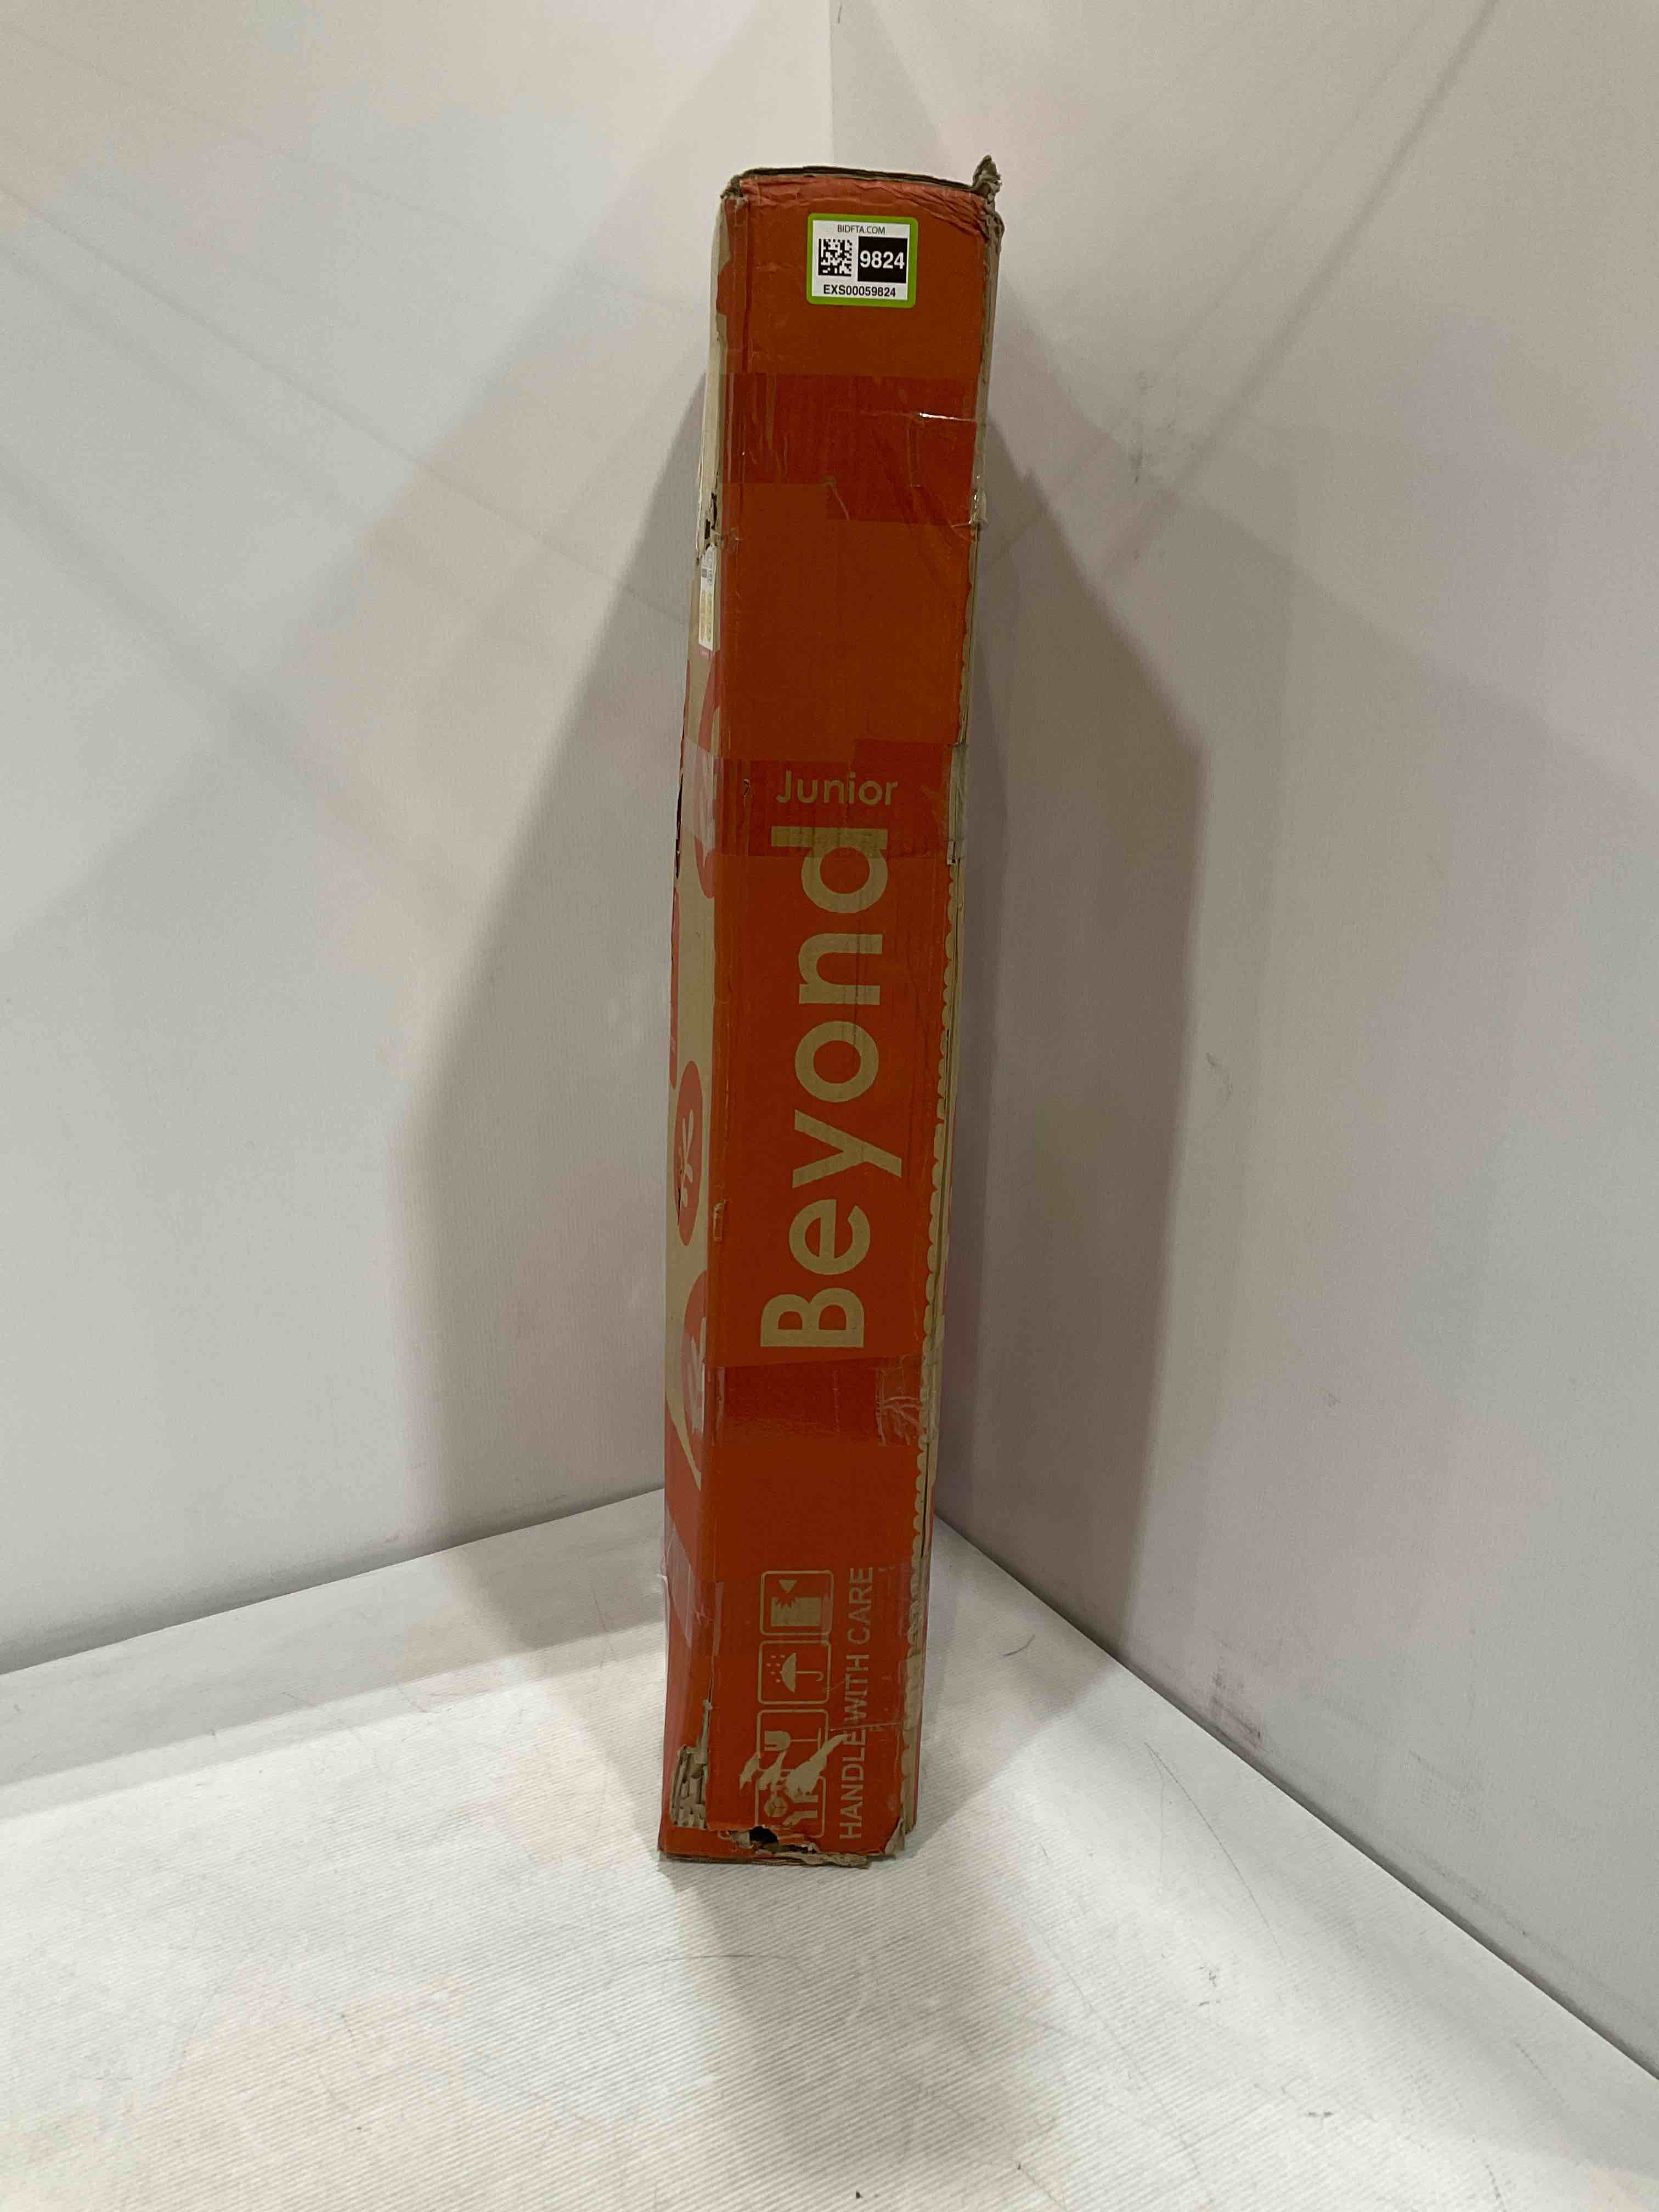 BIDFTA.COM
9824
EXS00059824
Junior
Beyond
HANDLE WITH CARE